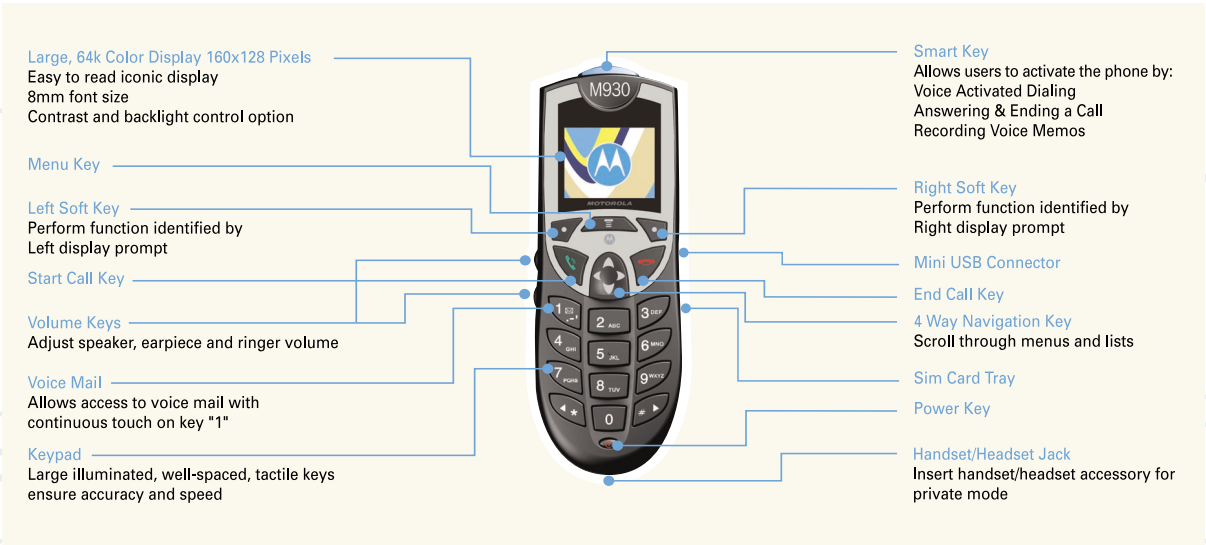 Large, 64k Color Display 160x128 Pixels
Easy to read iconic display
8mm font size
Contrast and backlight control option
Menu Key
Left Soft Key
Perform function identified by
Left display prompt
Start Call Key
Volume Keys
Adjust speaker, earpiece and ringer volume
Voice Mail
Allows access to voice mail with
continuous touch on key "1"
Keypad
Large illuminated, well-spaced, tactile keys
ensure accuracy and speed
M930
MOTOROLA
1
2 ABC
3 DEF
4 GHI
5 JKL
6 MNO
7 PQRS
8 TUV
9 WXYZ
*
0
#
Smart Key
Allows users to activate the phone by:
Voice Activated Dialing
Answering & Ending a Call
Recording Voice Memos
Right Soft Key
Perform function identified by
Right display prompt
Mini USB Connector
End Call Key
4 Way Navigation Key
Scroll through menus and lists
Sim Card Tray
Power Key
Handset/Headset Jack
Insert handset/headset accessory for
private mode